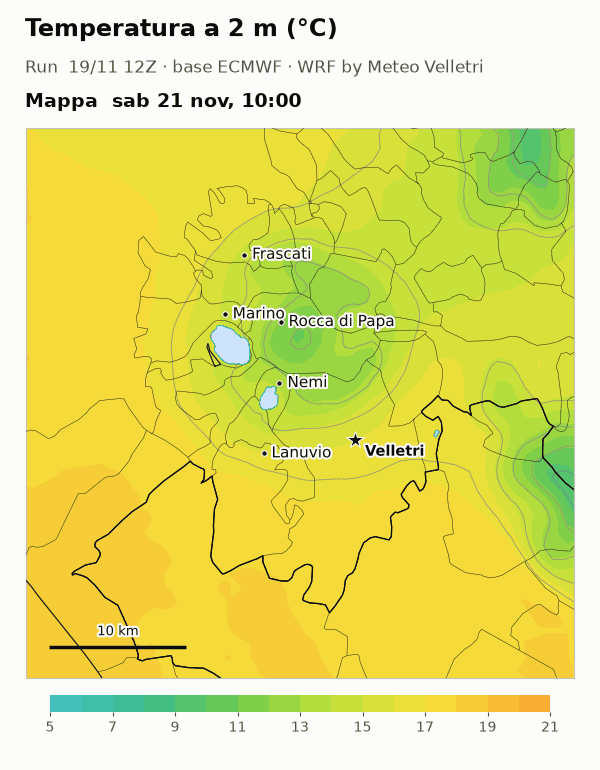 Temperatura a 2 m (°C)
Run 19/11 12Z · base ECMWF · WRF by Meteo Velletri
Mappa sab 21 nov, 10:00
Frascati
Marino
Rocca di Papa
Nemi
Velletri
Lanuvio
10 km
5 7 9 11 13 15 17 19 21